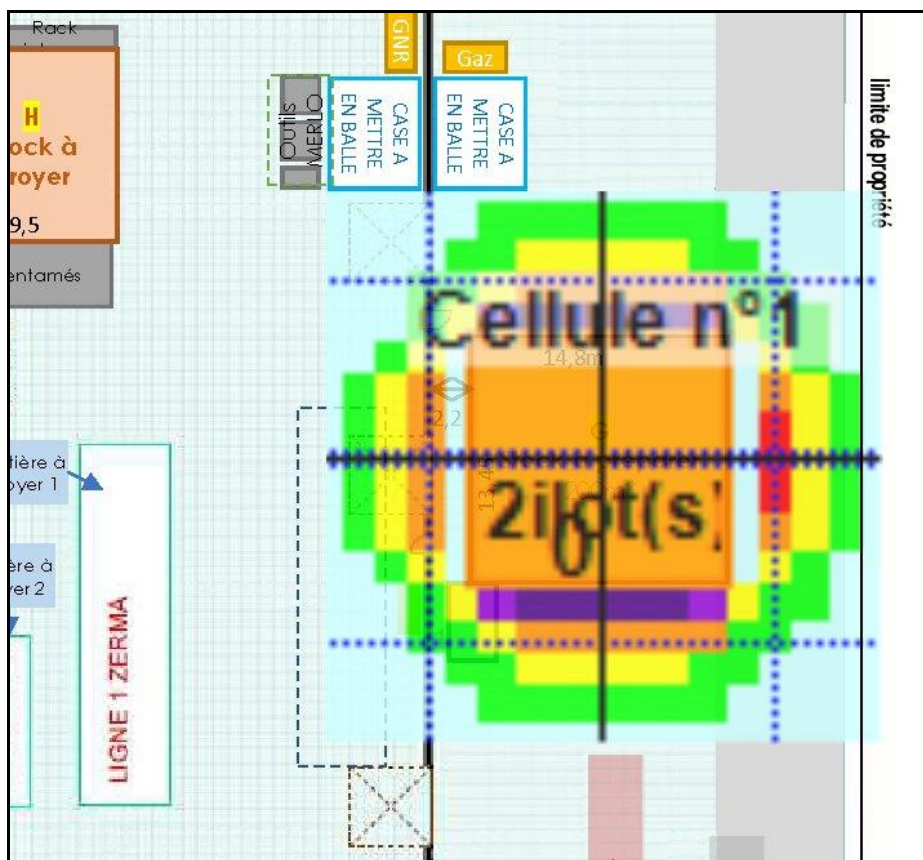 Rack
GNR
Gaz
H
ock à
royer
9,5
entamés
Outils
MERLO
CASE A
METTRE
EN BALLE
CASE A
METTRE
EN BALLE
limite de propriété
Cellule n°1
14,8m
2,2
13,4
2ilot(s)
0
tière à
oyer 1
ère à
yer 2
LIGNE 1 ZERMA